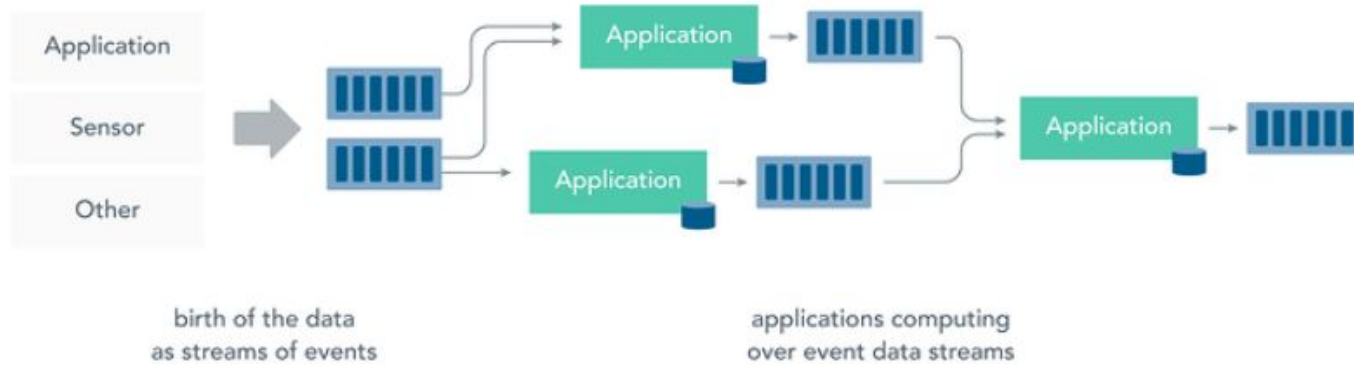 Application
Sensor
Other
Application
Application
Application
birth of the data
as streams of events
applications computing
over event data streams